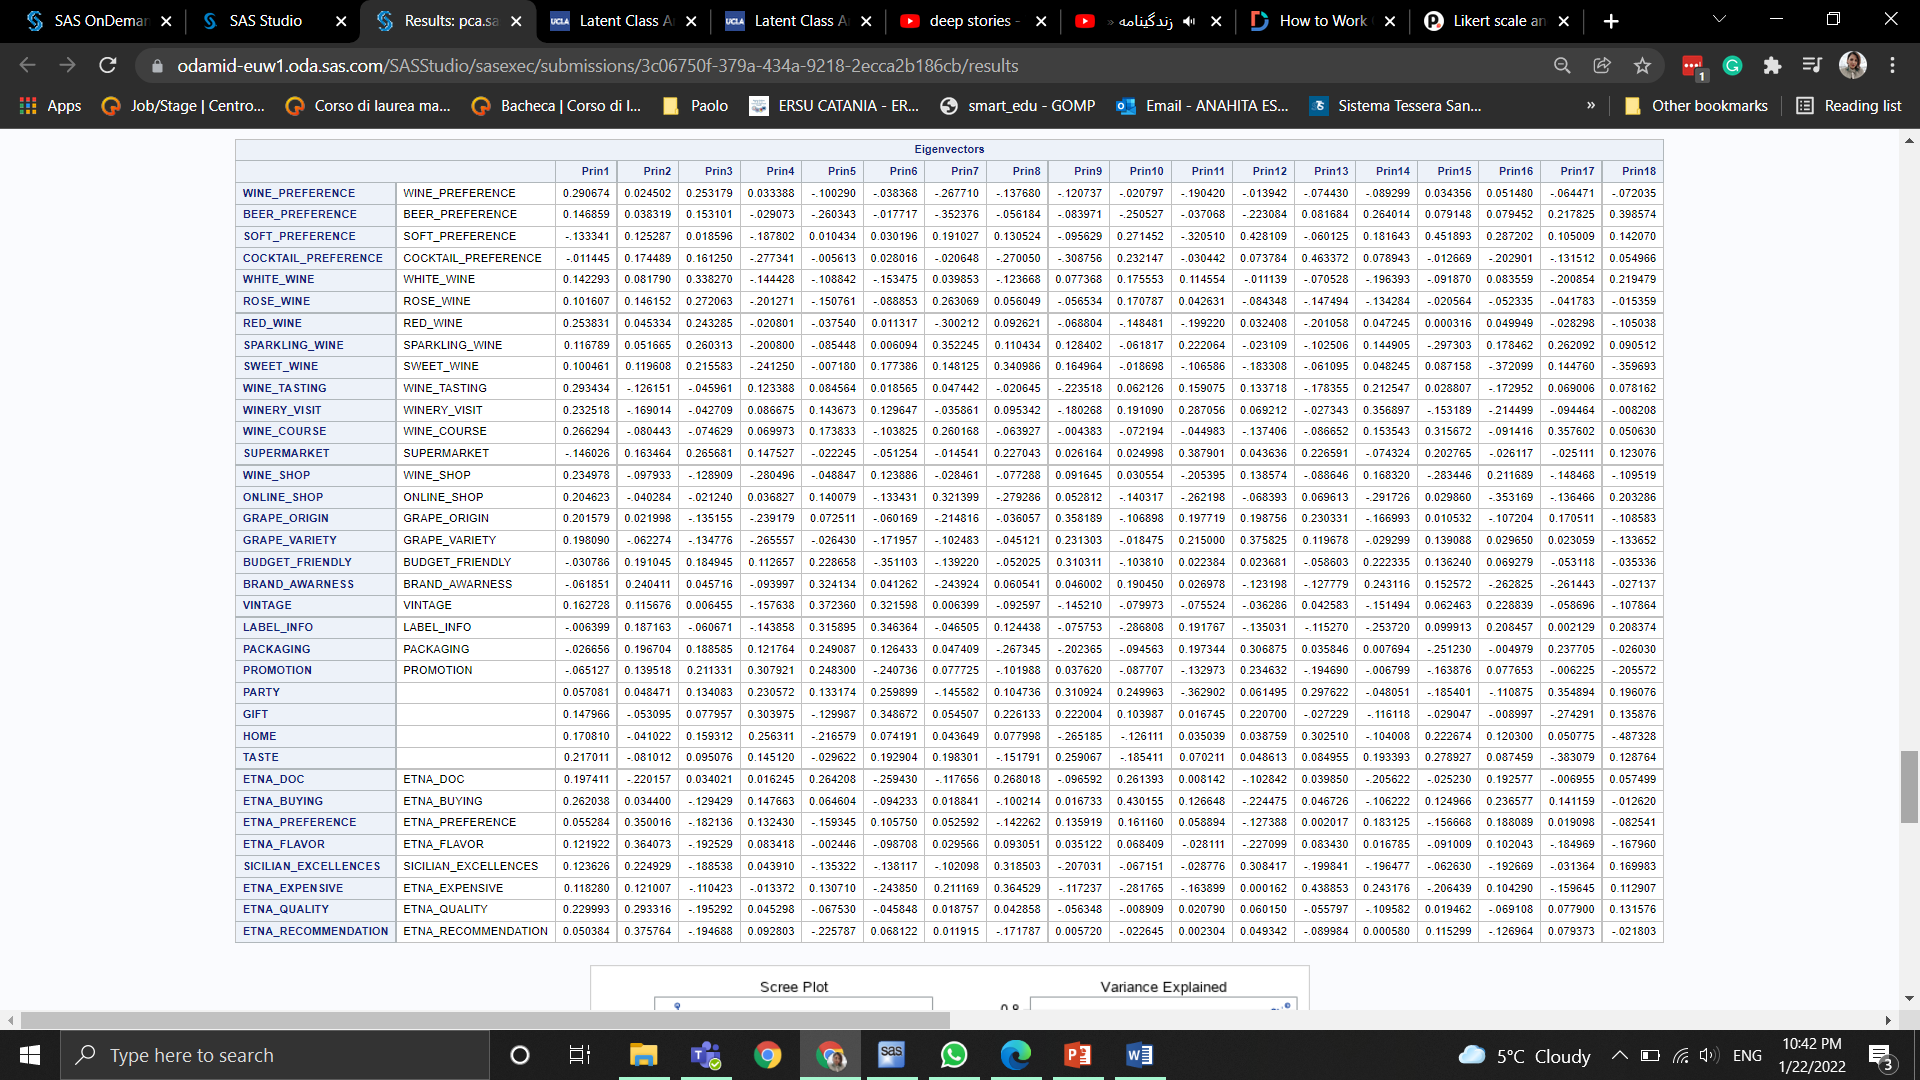 SAS OnDeman SAS Studio Results: pca.sa Latent Class A Latent Class A deep stories - زندگینامه » How to Work Likert scale an
odamid-euw1.oda.sas.com/SASStudio/sasexec/submissions/3c06750f-379a-434a-9218-2ecca2b186cb/results
1
Apps Job/Stage | Centro... Corso di laurea ma... Bacheca | Corso di l... Paolo ERSU CATANIA - ER... smart_edu - GOMP Email - ANAHITA ES... Sistema Tessera San... » Other bookmarks Reading list
Eigenvectors
Prin1 Prin2 Prin3 Prin4 Prin5 Prin6 Prin7 Prin8 Prin9 Prin10 Prin11 Prin12 Prin13 Prin14 Prin15 Prin16 Prin17 Prin18
WINE_PREFERENCE WINE_PREFERENCE 0.290674 0.024502 0.253179 0.033388 -.100290 -.038368 -.267710 -.137680 -.120737 -.020797 -.190420 -.013942 -.074430 -.089299 0.034356 0.051480 -.064471 -.072035
BEER_PREFERENCE BEER_PREFERENCE 0.146859 0.038319 0.153101 -.029073 -.260343 -.017717 -.352376 -.056184 -.083971 -.250527 -.037068 -.223084 0.081684 0.264014 0.079148 0.079452 0.217825 0.398574
SOFT_PREFERENCE SOFT_PREFERENCE -.133341 0.125287 0.018596 -.187802 0.010434 0.030196 0.191027 0.130524 -.095629 0.271452 -.320510 0.428109 -.060125 0.181643 0.451893 0.287202 0.105009 0.142070
COCKTAIL_PREFERENCE COCKTAIL_PREFERENCE -.011445 0.174489 0.161250 -.277341 -.005613 0.028016 -.020648 -.270050 -.308756 0.232147 -.030442 0.073784 0.463372 0.078943 -.012669 -.202901 -.131512 0.054966
WHITE_WINE WHITE_WINE 0.142293 0.081790 0.338270 -.144428 -.108842 -.153475 0.039853 -.123668 0.077368 0.175553 0.114554 -.011139 -.070528 -.196393 -.091870 0.083559 -.200854 0.219479
ROSE_WINE ROSE_WINE 0.101607 0.146152 0.272063 -.201271 -.150761 -.088853 0.263069 0.056049 -.056534 0.170787 0.042631 -.084348 -.147494 -.134284 -.020564 -.052335 -.041783 -.015359
RED_WINE RED_WINE 0.253831 0.045334 0.243285 -.020801 -.037540 0.011317 -.300212 0.092621 -.068804 -.148481 -.199220 0.032408 -.201058 0.047245 0.000316 0.049949 -.028298 -.105038
SPARKLING_WINE SPARKLING_WINE 0.116789 0.051665 0.260313 -.200800 -.085448 0.006094 0.352245 0.110434 0.128402 -.061817 0.222064 -.023109 -.102506 0.144905 -.297303 0.178462 0.262092 0.090512
SWEET_WINE SWEET_WINE 0.100461 0.119608 0.215583 -.241250 -.007180 0.177386 0.148125 0.340986 0.164964 -.018698 -.106586 -.183308 -.061095 0.048245 0.087158 -.372099 0.144760 -.359693
WINE_TASTING WINE_TASTING 0.293434 -.126151 -.045961 0.123388 0.084564 0.018565 0.047442 -.020645 -.223518 0.062126 0.159075 0.133718 -.178355 0.212547 0.028807 -.172952 0.069006 0.078162
WINERY_VISIT WINERY_VISIT 0.232518 -.169014 -.042709 0.086675 0.143673 0.129647 -.035861 0.095342 -.180268 0.191090 0.287056 0.069212 -.027343 0.356897 -.153189 -.214499 -.094464 -.008208
WINE_COURSE WINE_COURSE 0.266294 -.080443 -.074629 0.069973 0.173833 -.103825 0.260168 -.063927 -.004383 -.072194 -.044983 -.137406 -.086652 0.153543 0.315672 -.091416 0.357602 0.050630
SUPERMARKET SUPERMARKET -.146026 0.163464 0.265681 0.147527 -.022245 -.051254 -.014541 0.227043 0.026164 0.024998 0.387901 0.043636 0.226591 -.074324 0.202765 -.026117 -.025111 0.123076
WINE_SHOP WINE_SHOP 0.234978 -.097933 -.128909 -.280496 -.048847 0.123886 -.028461 -.077288 0.091645 0.030554 -.205395 0.138574 -.088646 0.168320 -.283446 0.211689 -.148468 -.109519
ONLINE_SHOP ONLINE_SHOP 0.204623 -.040284 -.021240 0.036827 0.140079 -.133431 0.321399 -.279286 0.052812 -.140317 -.262198 -.068393 0.069613 -.291726 0.029860 -.353169 -.136466 0.203286
GRAPE_ORIGIN GRAPE_ORIGIN 0.201579 0.021998 -.135155 -.239179 0.072511 -.060169 -.214816 -.036057 0.358189 -.106898 0.197719 0.198756 0.230331 -.166993 0.010532 -.107204 0.170511 -.108583
GRAPE_VARIETY GRAPE_VARIETY 0.198090 -.062274 -.134776 -.265557 -.026430 -.171957 -.102483 -.045121 0.231303 -.018475 0.215000 0.375825 0.119678 -.029299 0.139088 0.029650 0.023059 -.133652
BUDGET_FRIENDLY BUDGET_FRIENDLY -.030786 0.191045 0.184945 0.112657 0.228658 -.351103 -.139220 -.052025 0.310311 -.103810 0.022384 0.023681 -.058603 0.222335 0.136240 0.069279 -.053118 -.035336
BRAND_AWARNESS BRAND_AWARNESS -.061851 0.240411 0.045716 -.093997 0.324134 0.041262 -.243924 0.060541 0.046002 0.190450 0.026978 -.123198 -.127779 0.243116 0.152572 -.262825 -.261443 -.027137
VINTAGE VINTAGE 0.162728 0.115676 0.006455 -.157638 0.372360 0.321598 0.006399 -.092597 -.145210 -.079973 -.075524 -.036286 0.042583 -.151494 0.062463 0.228839 -.058696 -.107864
LABEL_INFO LABEL_INFO -.006399 0.187163 -.060671 -.143858 0.315895 0.346364 -.046505 0.124438 -.075753 -.286808 0.191767 -.135031 -.115270 -.253720 0.099913 0.208457 0.002129 0.208374
PACKAGING PACKAGING -.026656 0.196704 0.188585 0.121764 0.249087 0.126433 0.047409 -.267345 -.202365 -.094563 0.197344 0.306875 0.035846 0.007694 -.251230 -.004979 0.237705 -.026030
PROMOTION PROMOTION -.065127 0.139518 0.211331 0.307921 0.248300 -.240736 0.077725 -.101988 0.037620 -.087707 -.132973 0.234632 -.194690 -.006799 -.163876 0.077653 -.006225 -.205572
PARTY 0.057081 0.048471 0.134083 0.230572 0.133174 0.259899 -.145582 0.104736 0.310924 0.249963 -.362902 0.061495 0.297622 -.048051 -.185401 -.110875 0.354894 0.196076
GIFT 0.147966 -.053095 0.077957 0.303975 -.129987 0.348672 0.054507 0.226133 0.222004 0.103987 0.016745 0.220700 -.027229 -.116118 -.029047 -.008997 -.274291 0.135876
HOME 0.170810 -.041022 0.159312 0.256311 -.216579 0.074191 0.043649 0.077998 -.265185 -.126111 0.035039 0.038759 0.302510 -.104008 0.222674 0.120300 0.050775 -.487328
TASTE 0.217011 -.081012 0.095076 0.145120 -.029622 0.192904 0.198301 -.151791 0.259067 -.185411 0.070211 0.048613 0.084955 0.193393 0.278927 0.087459 -.383079 0.128764
ETNA_DOC ETNA_DOC 0.197411 -.220157 0.034021 0.016245 0.264208 -.259430 -.117656 0.268018 -.096592 0.261393 0.008142 -.102842 0.039850 -.205622 -.025230 0.192577 -.006955 0.057499
ETNA_BUYING ETNA_BUYING 0.262038 0.034400 -.129429 0.147663 0.064604 -.094233 0.018841 -.100214 0.016733 0.430155 0.126648 -.224475 0.046726 -.106222 0.124966 0.236577 0.141159 -.012620
ETNA_PREFERENCE ETNA_PREFERENCE 0.055284 0.350016 -.182136 0.132430 -.159345 0.105750 0.052592 -.142262 0.135919 0.161160 0.058894 -.127388 0.002017 0.183125 -.156668 0.188089 0.019098 -.082541
ETNA_FLAVOR ETNA_FLAVOR 0.121922 0.364073 -.192529 0.083418 -.002446 -.098708 0.029566 0.093051 0.035122 0.068409 -.028111 -.227099 0.083430 0.016785 -.091009 0.102043 -.184969 -.167960
SICILIAN_EXCELLENCES SICILIAN_EXCELLENCES 0.123626 0.224929 -.188538 0.043910 -.135322 -.138117 -.102098 0.318503 -.207031 -.067151 -.028776 0.308417 -.199841 -.196477 -.062630 -.192669 -.031364 0.169983
ETNA_EXPENSIVE ETNA_EXPENSIVE 0.118280 0.121007 -.110423 -.013372 0.130710 -.243850 0.211169 0.364529 -.117237 -.281765 -.163899 0.000162 0.438853 0.243176 -.206439 0.104290 -.159645 0.112907
ETNA_QUALITY ETNA_QUALITY 0.229993 0.293316 -.195292 0.045298 -.067530 -.045848 0.018757 0.042858 -.056348 -.008909 0.020790 0.060150 -.055797 -.109582 0.019462 -.069108 0.077900 0.131576
ETNA_RECOMMENDATION ETNA_RECOMMENDATION 0.050384 0.375764 -.194688 0.092803 -.225787 0.068122 0.011915 -.171787 0.005720 -.022645 0.002304 0.049342 -.089984 0.000580 0.115299 -.126964 0.079373 -.021803
Scree Plot Variance Explained
Type here to search
5°C Cloudy ENG 10:42 PM
1/22/2022
3